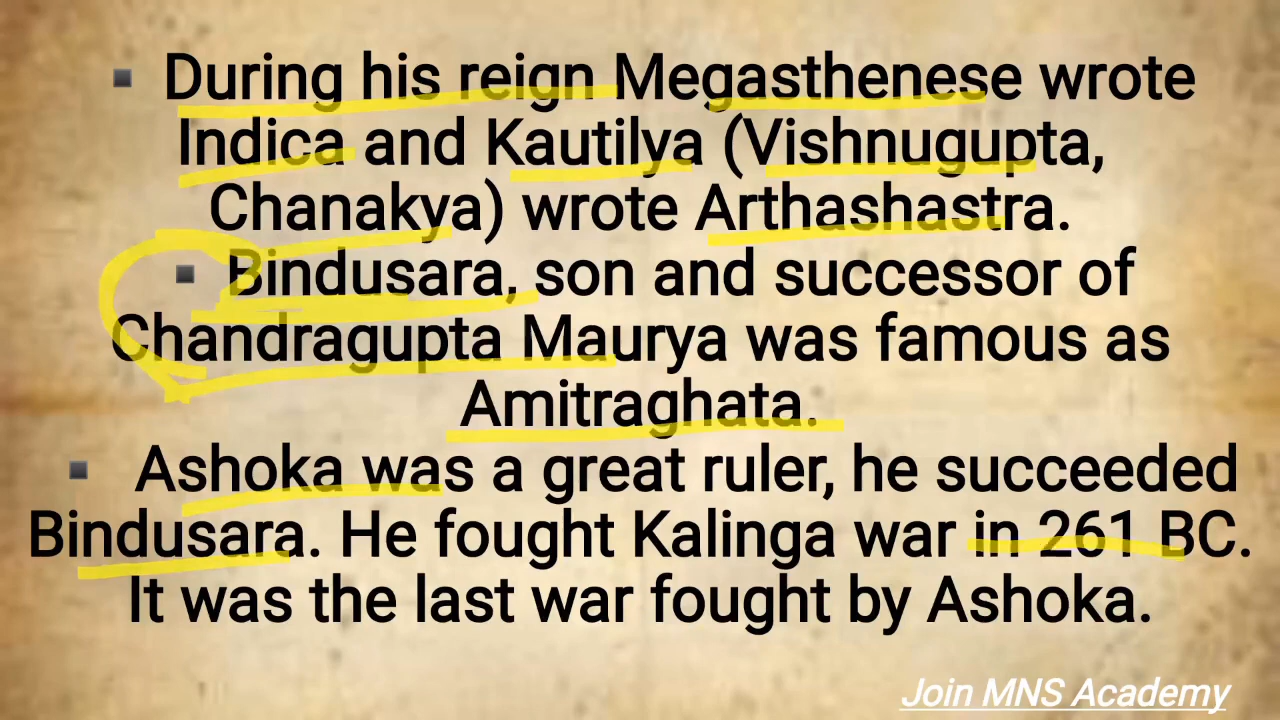 ▪ During his reign Megasthenese wrote
Indica and Kautilya (Vishnugupta,
Chanakya) wrote Arthashastra.
▪ Bindusara, son and successor of
Chandragupta Maurya was famous as
Amitraghata.
▪ Ashoka was a great ruler, he succeeded
Bindusara. He fought Kalinga war in 261 BC.
It was the last war fought by Ashoka.
Join MNS Academy